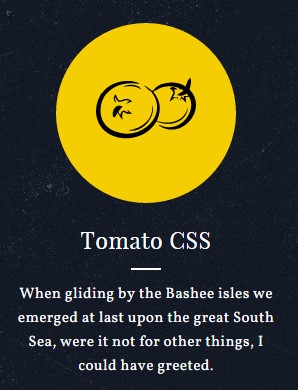 Tomato CSS
When gliding by the Bashee isles we
emerged at last upon the great South
Sea, were it not for other things, I
could have greeted.